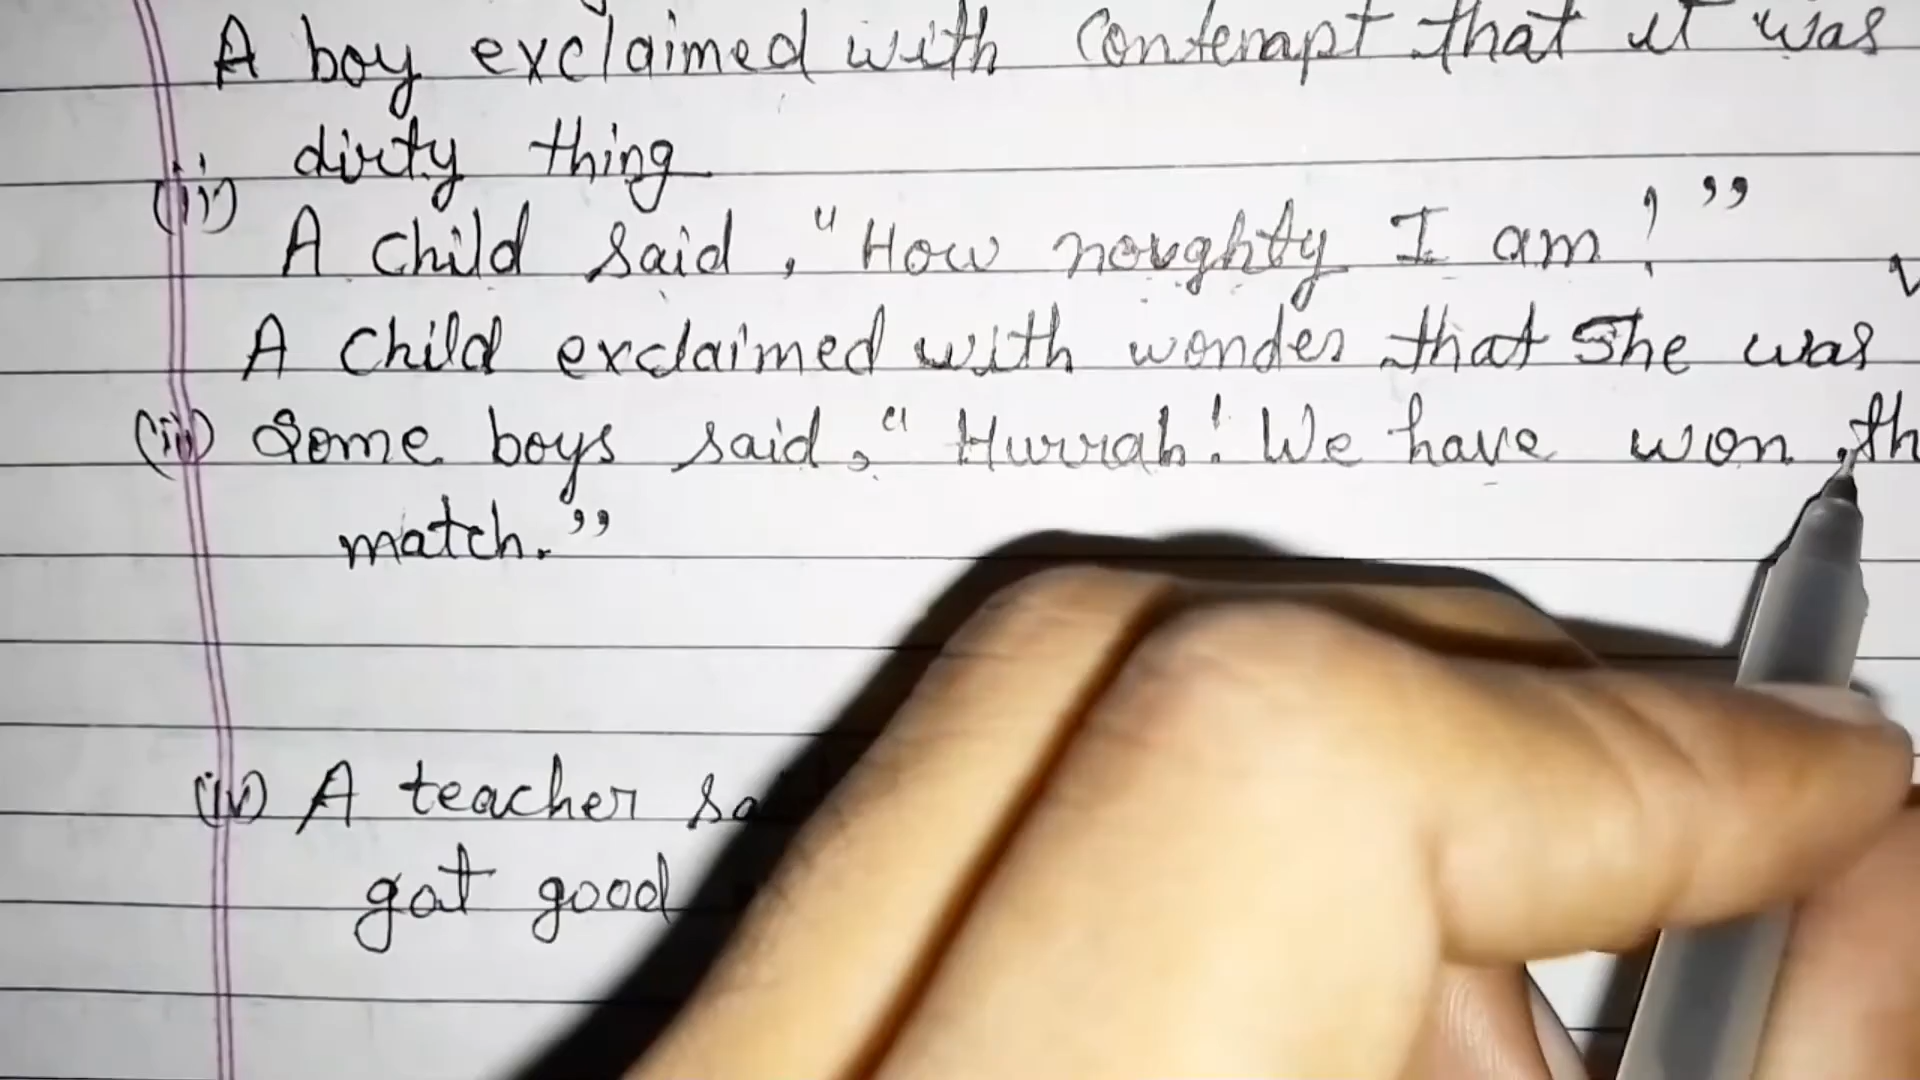 A boy exclaimed with contempt that it was
dirty thing
(ii)
A child said, "How noughty I am!"
A child exclaimed with wonder that She was
(iii) Some boys said, "Hurrah! We have won
match."
(iv) A teacher
got good